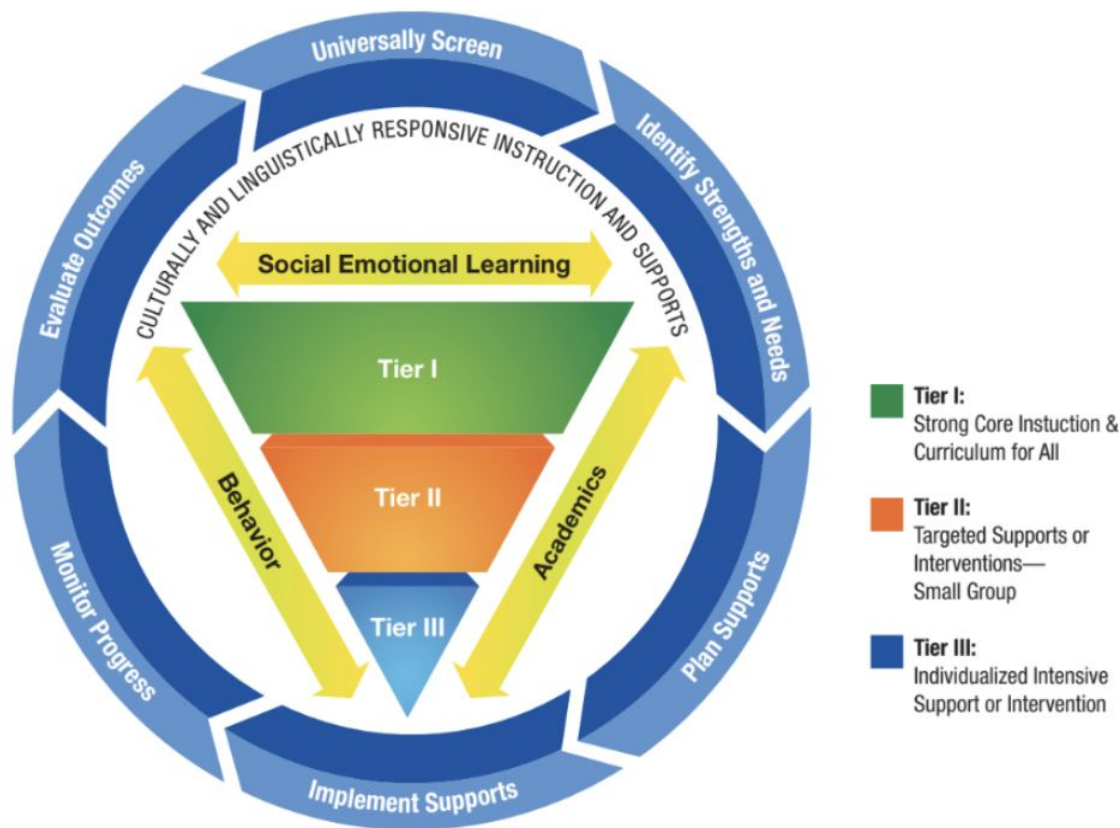 Universally Screen
Identify Strengths and Needs
Plan Supports
Implement Supports
Monitor Progress
Evaluate Outcomes
CULTURALLY AND LINGUISTICALLY RESPONSIVE INSTRUCTION AND SUPPORTS
Social Emotional Learning
Behavior
Academics
Tier I
Tier II
Tier III
Tier I:
Strong Core Instuction &
Curriculum for All
Tier II:
Targeted Supports or
Interventions—
Small Group
Tier III:
Individualized Intensive
Support or Intervention